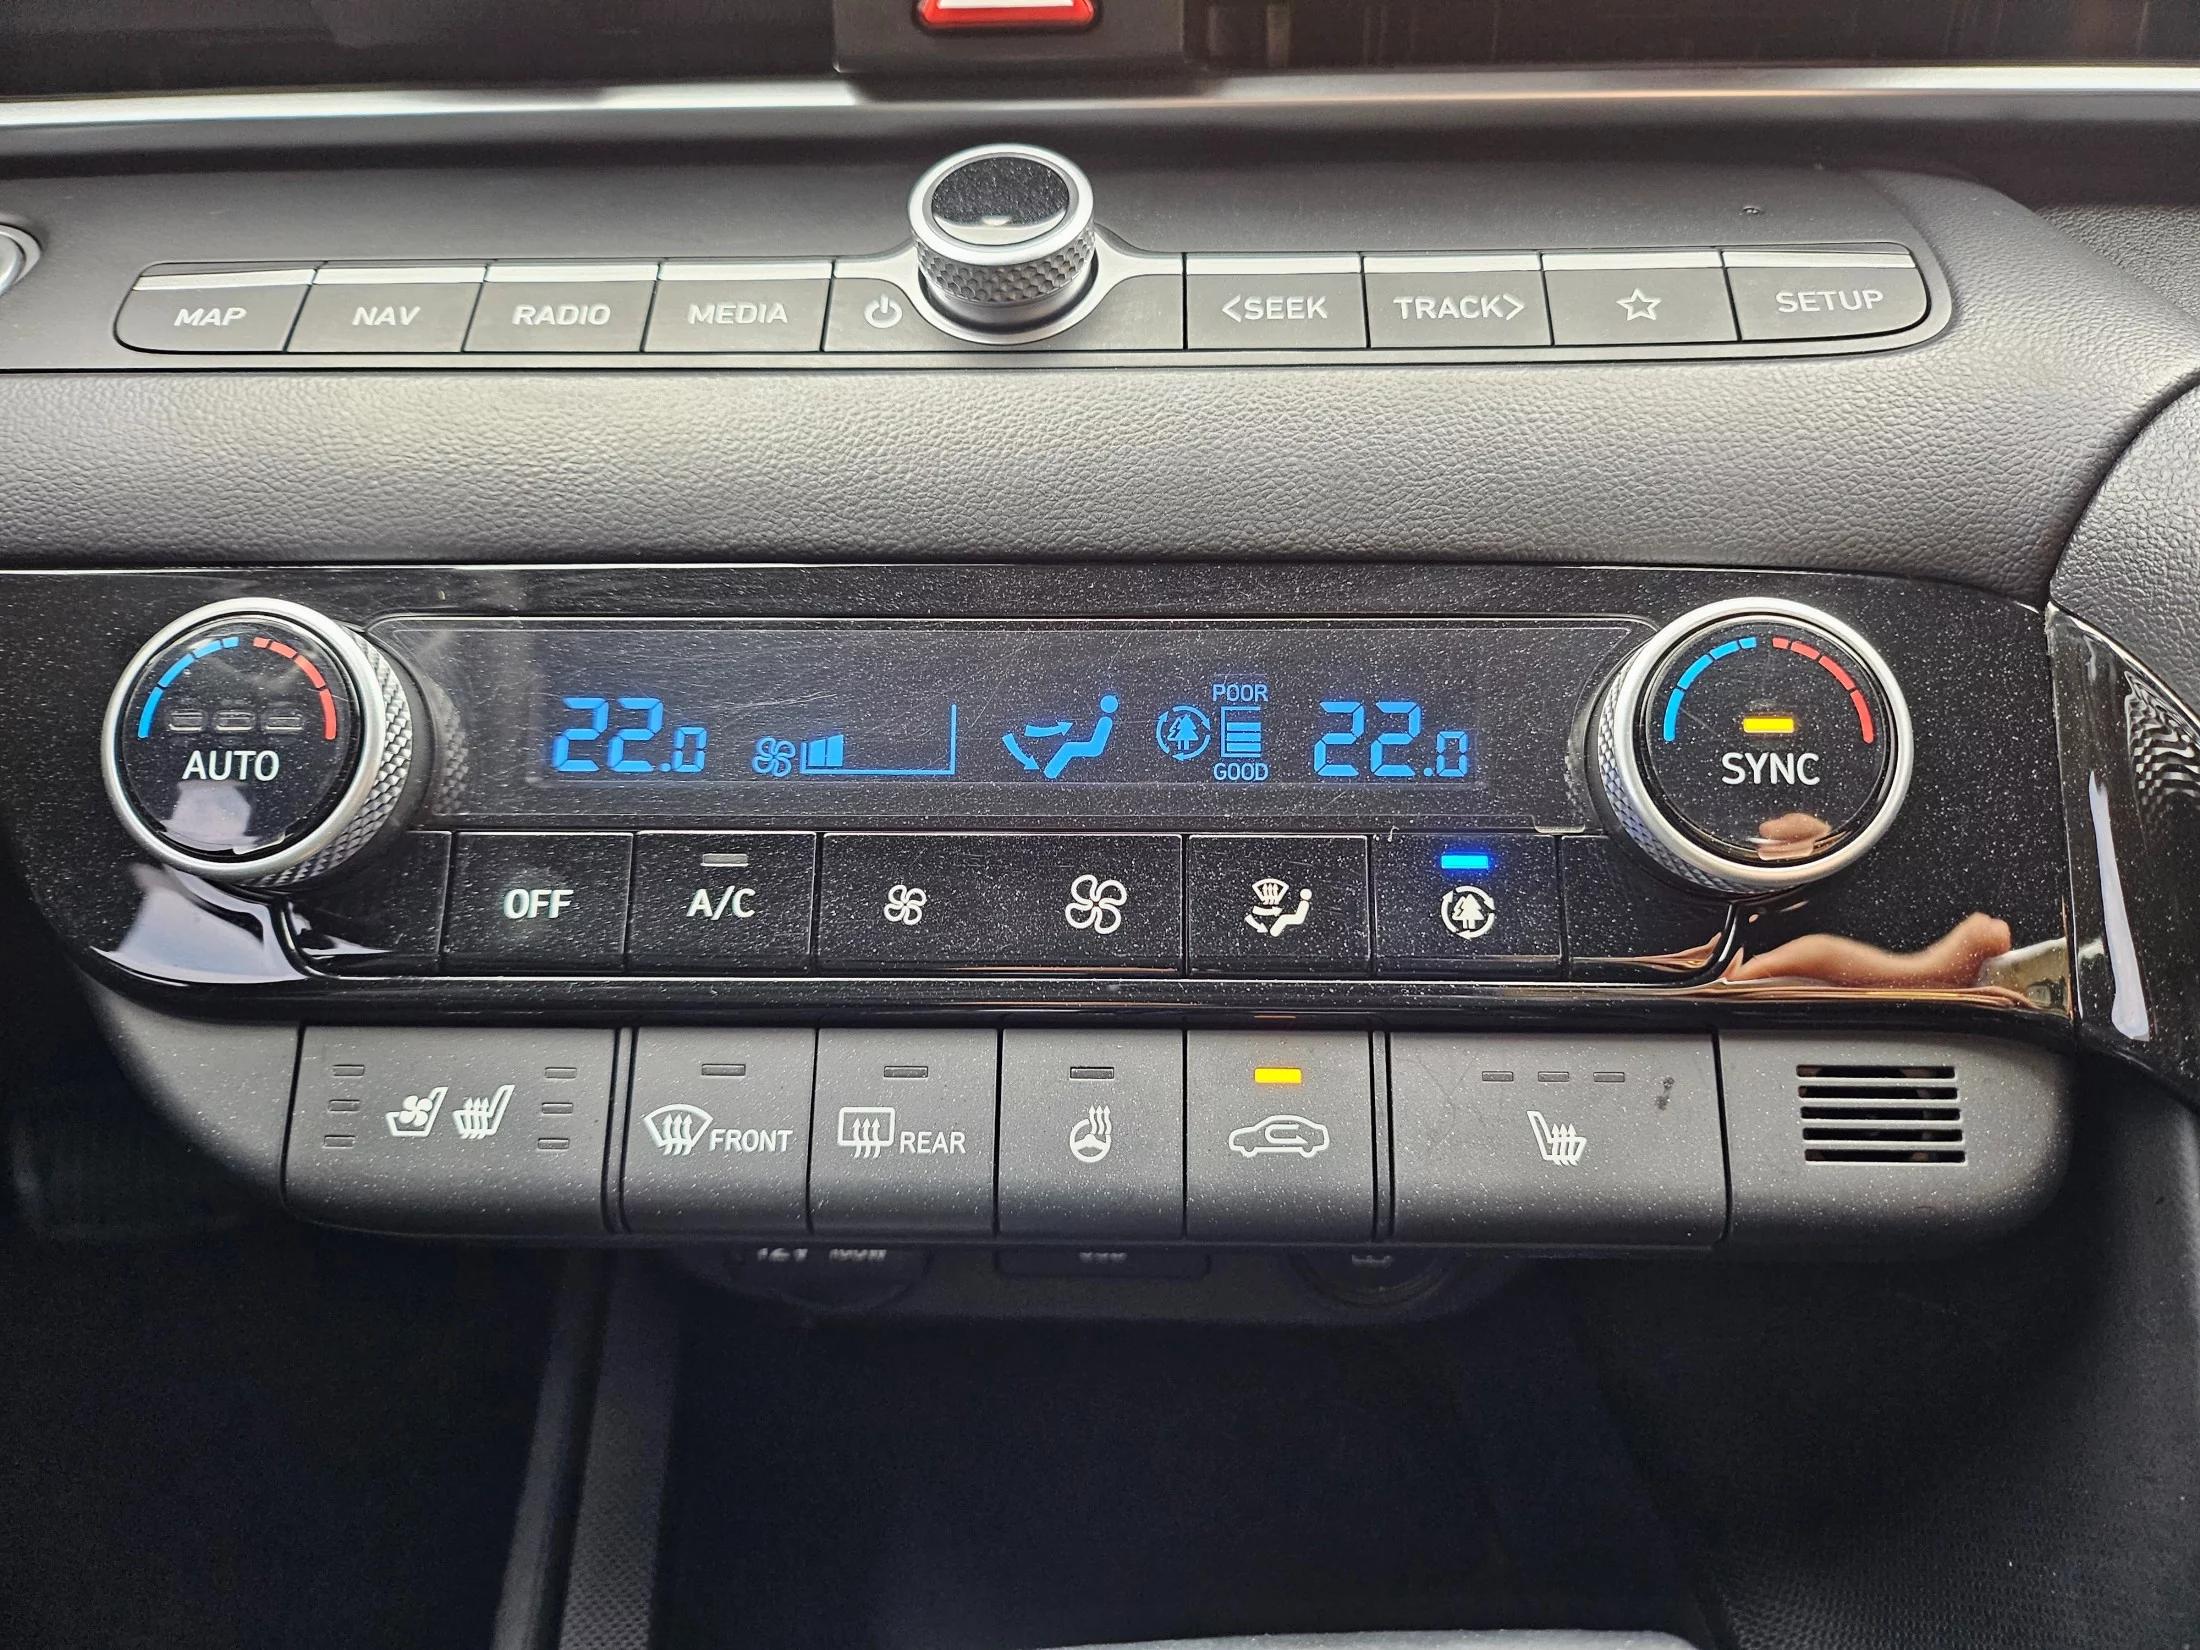 MAP NAV RADIO MEDIA <SEEK TRACK> SETUP
AUTO
22.0
POOR
GOOD
22.0
SYNC
OFF A/C
FRONT REAR